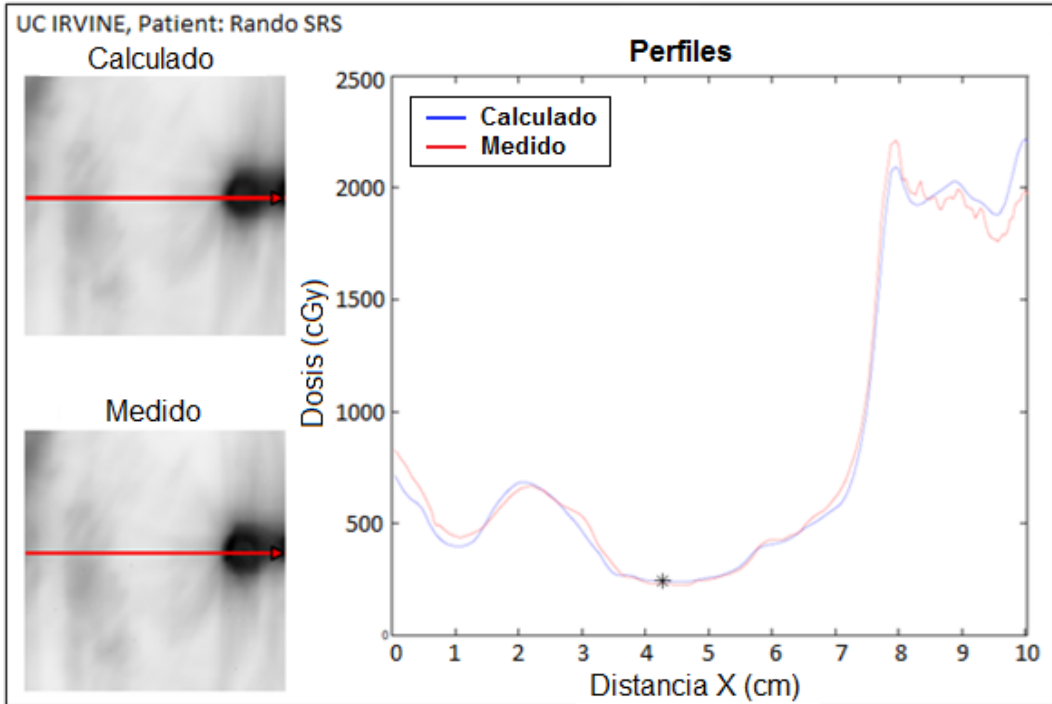 UC IRVINE, Patient: Rando SRS
Calculado
Medido
Perfiles
Calculado
Medido
Dosis (cGy)
2500
2000
1500
1000
500
0
0 1 2 3 4 5 6 7 8 9 10
Distancia X (cm)